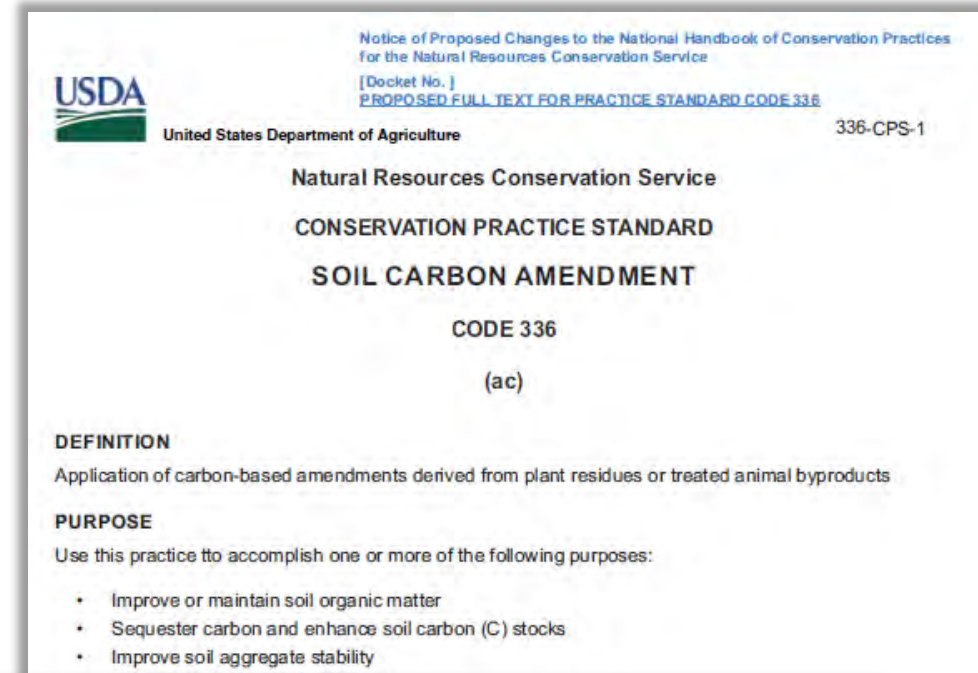 Notice of Proposed Changes to the National Handbook of Conservation Practices
for the Natural Resources Conservation Service
[Docket No. ]
PROPOSED FULL TEXT FOR PRACTICE STANDARD CODE 336
USDA
United States Department of Agriculture
336-CPS-1
Natural Resources Conservation Service
CONSERVATION PRACTICE STANDARD
SOIL CARBON AMENDMENT
CODE 336
(ac)
DEFINITION
Application of carbon-based amendments derived from plant residues or treated animal byproducts
PURPOSE
Use this practice tto accomplish one or more of the following purposes:
• Improve or maintain soil organic matter
• Sequester carbon and enhance soil carbon (C) stocks
• Improve soil aggregate stability